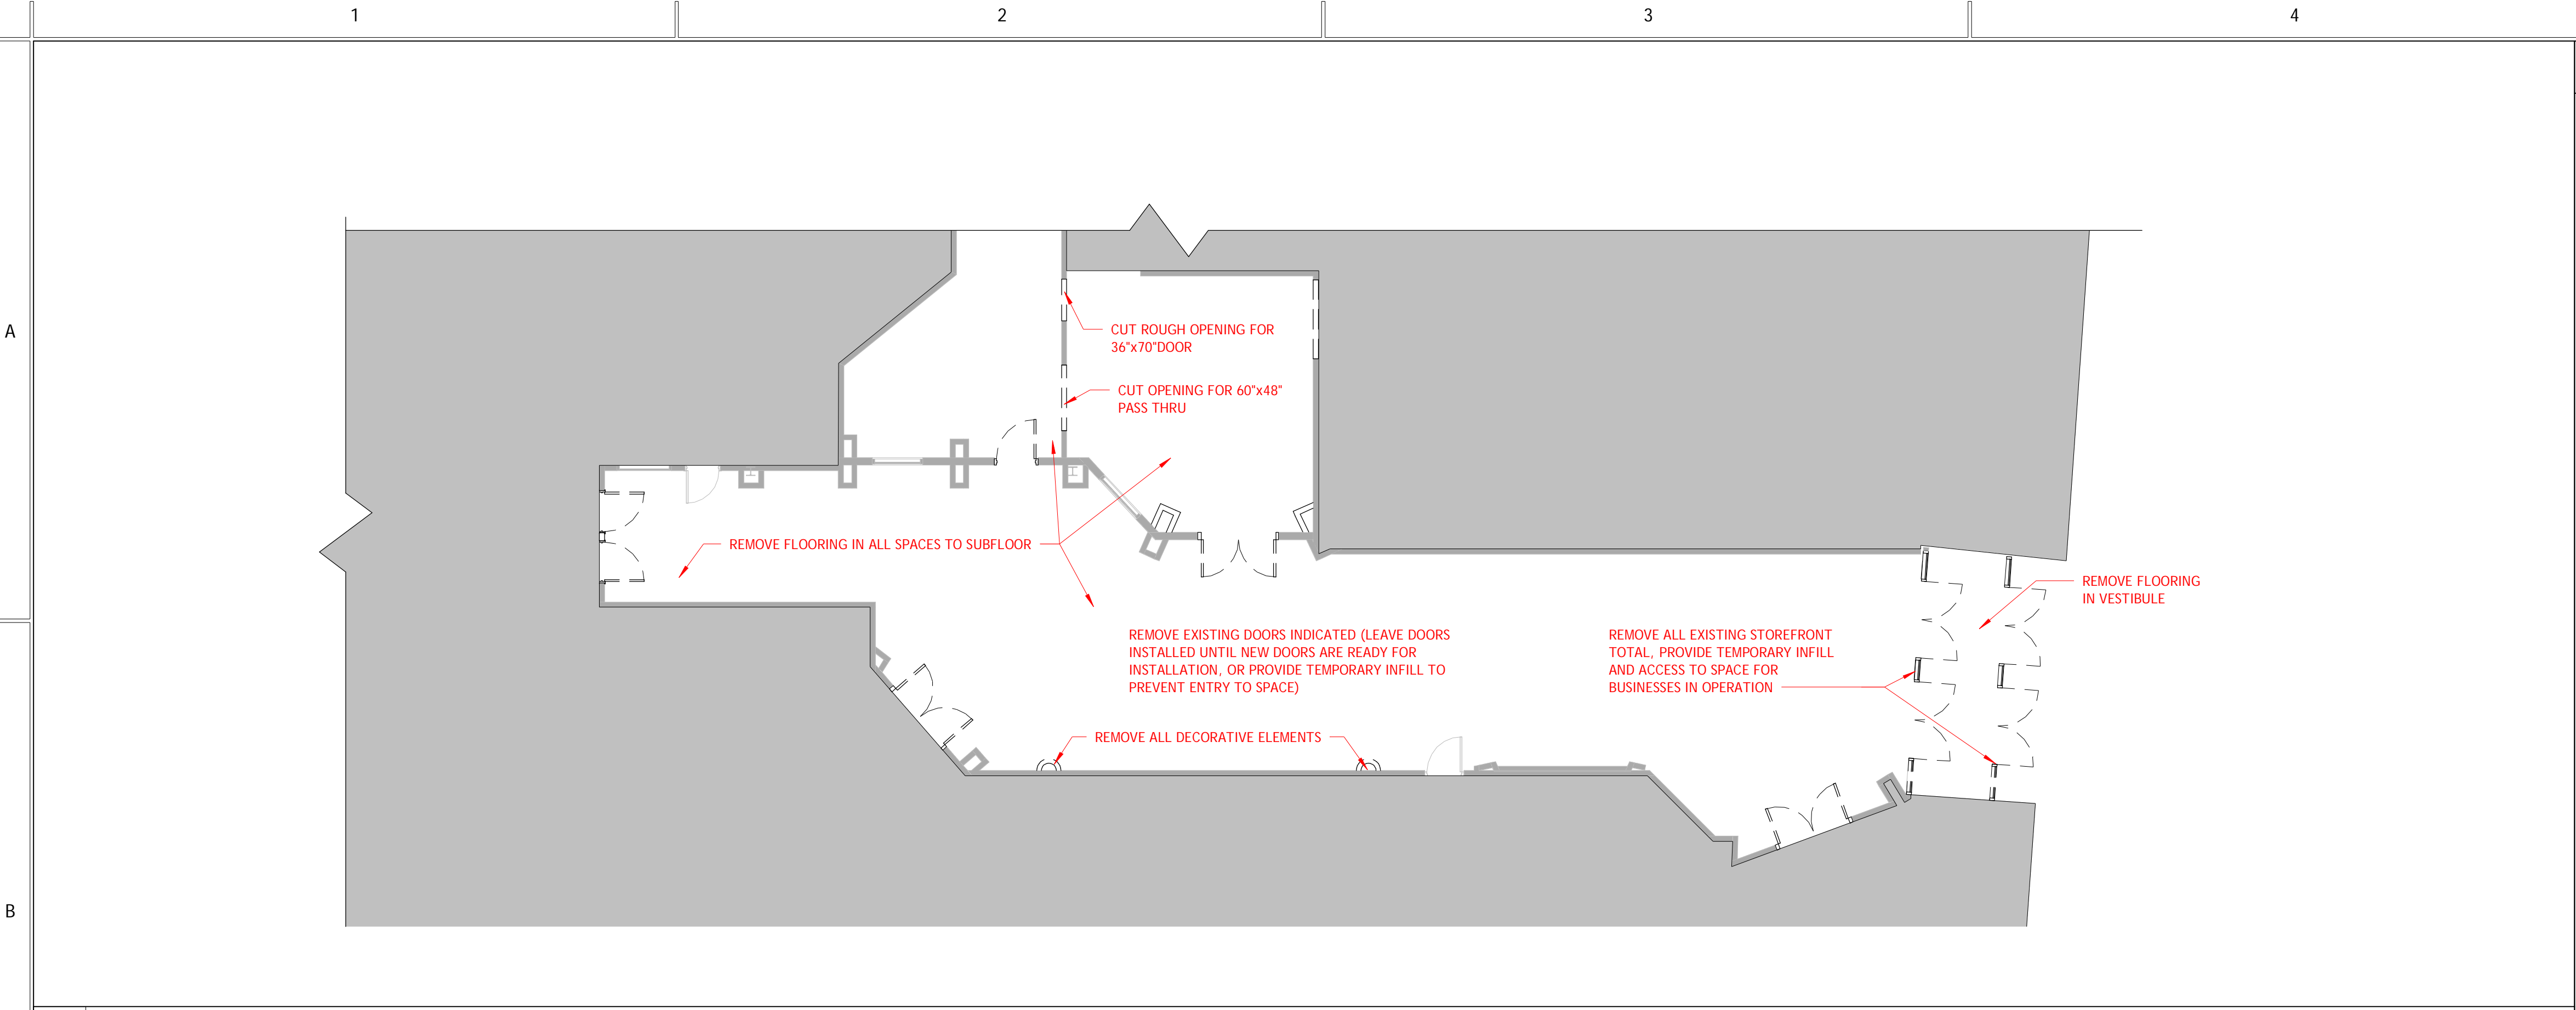 1
2
3
4
A
CUT ROUGH OPENING FOR
36"x70"DOOR
CUT OPENING FOR 60"x48"
PASS THRU
REMOVE FLOORING IN ALL SPACES TO SUBFLOOR
REMOVE FLOORING
IN VESTIBULE
REMOVE EXISTING DOORS INDICATED (LEAVE DOORS
INSTALLED UNTIL NEW DOORS ARE READY FOR
INSTALLATION, OR PROVIDE TEMPORARY INFILL TO
PREVENT ENTRY TO SPACE)
REMOVE ALL EXISTING STOREFRONT
TOTAL, PROVIDE TEMPORARY INFILL
AND ACCESS TO SPACE FOR
BUSINESSES IN OPERATION
REMOVE ALL DECORATIVE ELEMENTS
B